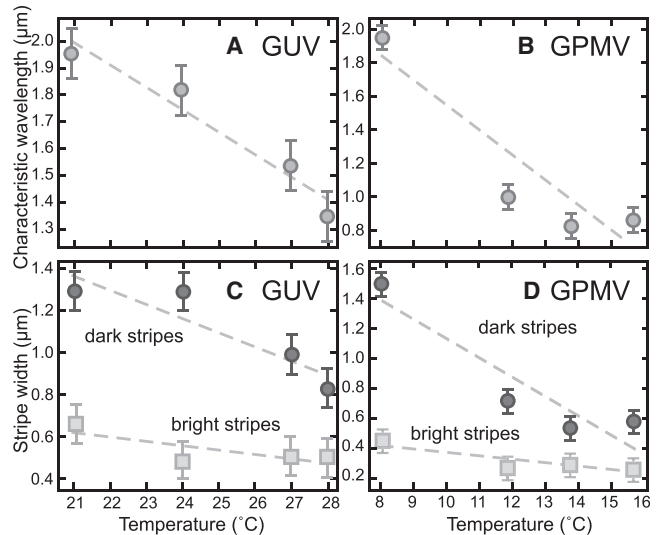 Characteristic wavelength (µm)
A GUV
2.0
1.9
1.8
1.7
1.6
1.5
1.4
1.3
B GPMV
2.0
1.8
1.6
1.4
1.2
1.0
0.8
Stripe width (µm)
C GUV
dark stripes
bright stripes
1.4
1.2
1.0
0.8
0.6
0.4
21 22 23 24 25 26 27 28
Temperature (˚C)
D GPMV
dark stripes
bright stripes
1.6
1.4
1.2
1.0
0.8
0.6
0.4
0.2
8 9 10 11 12 13 14 15 16
Temperature (˚C)